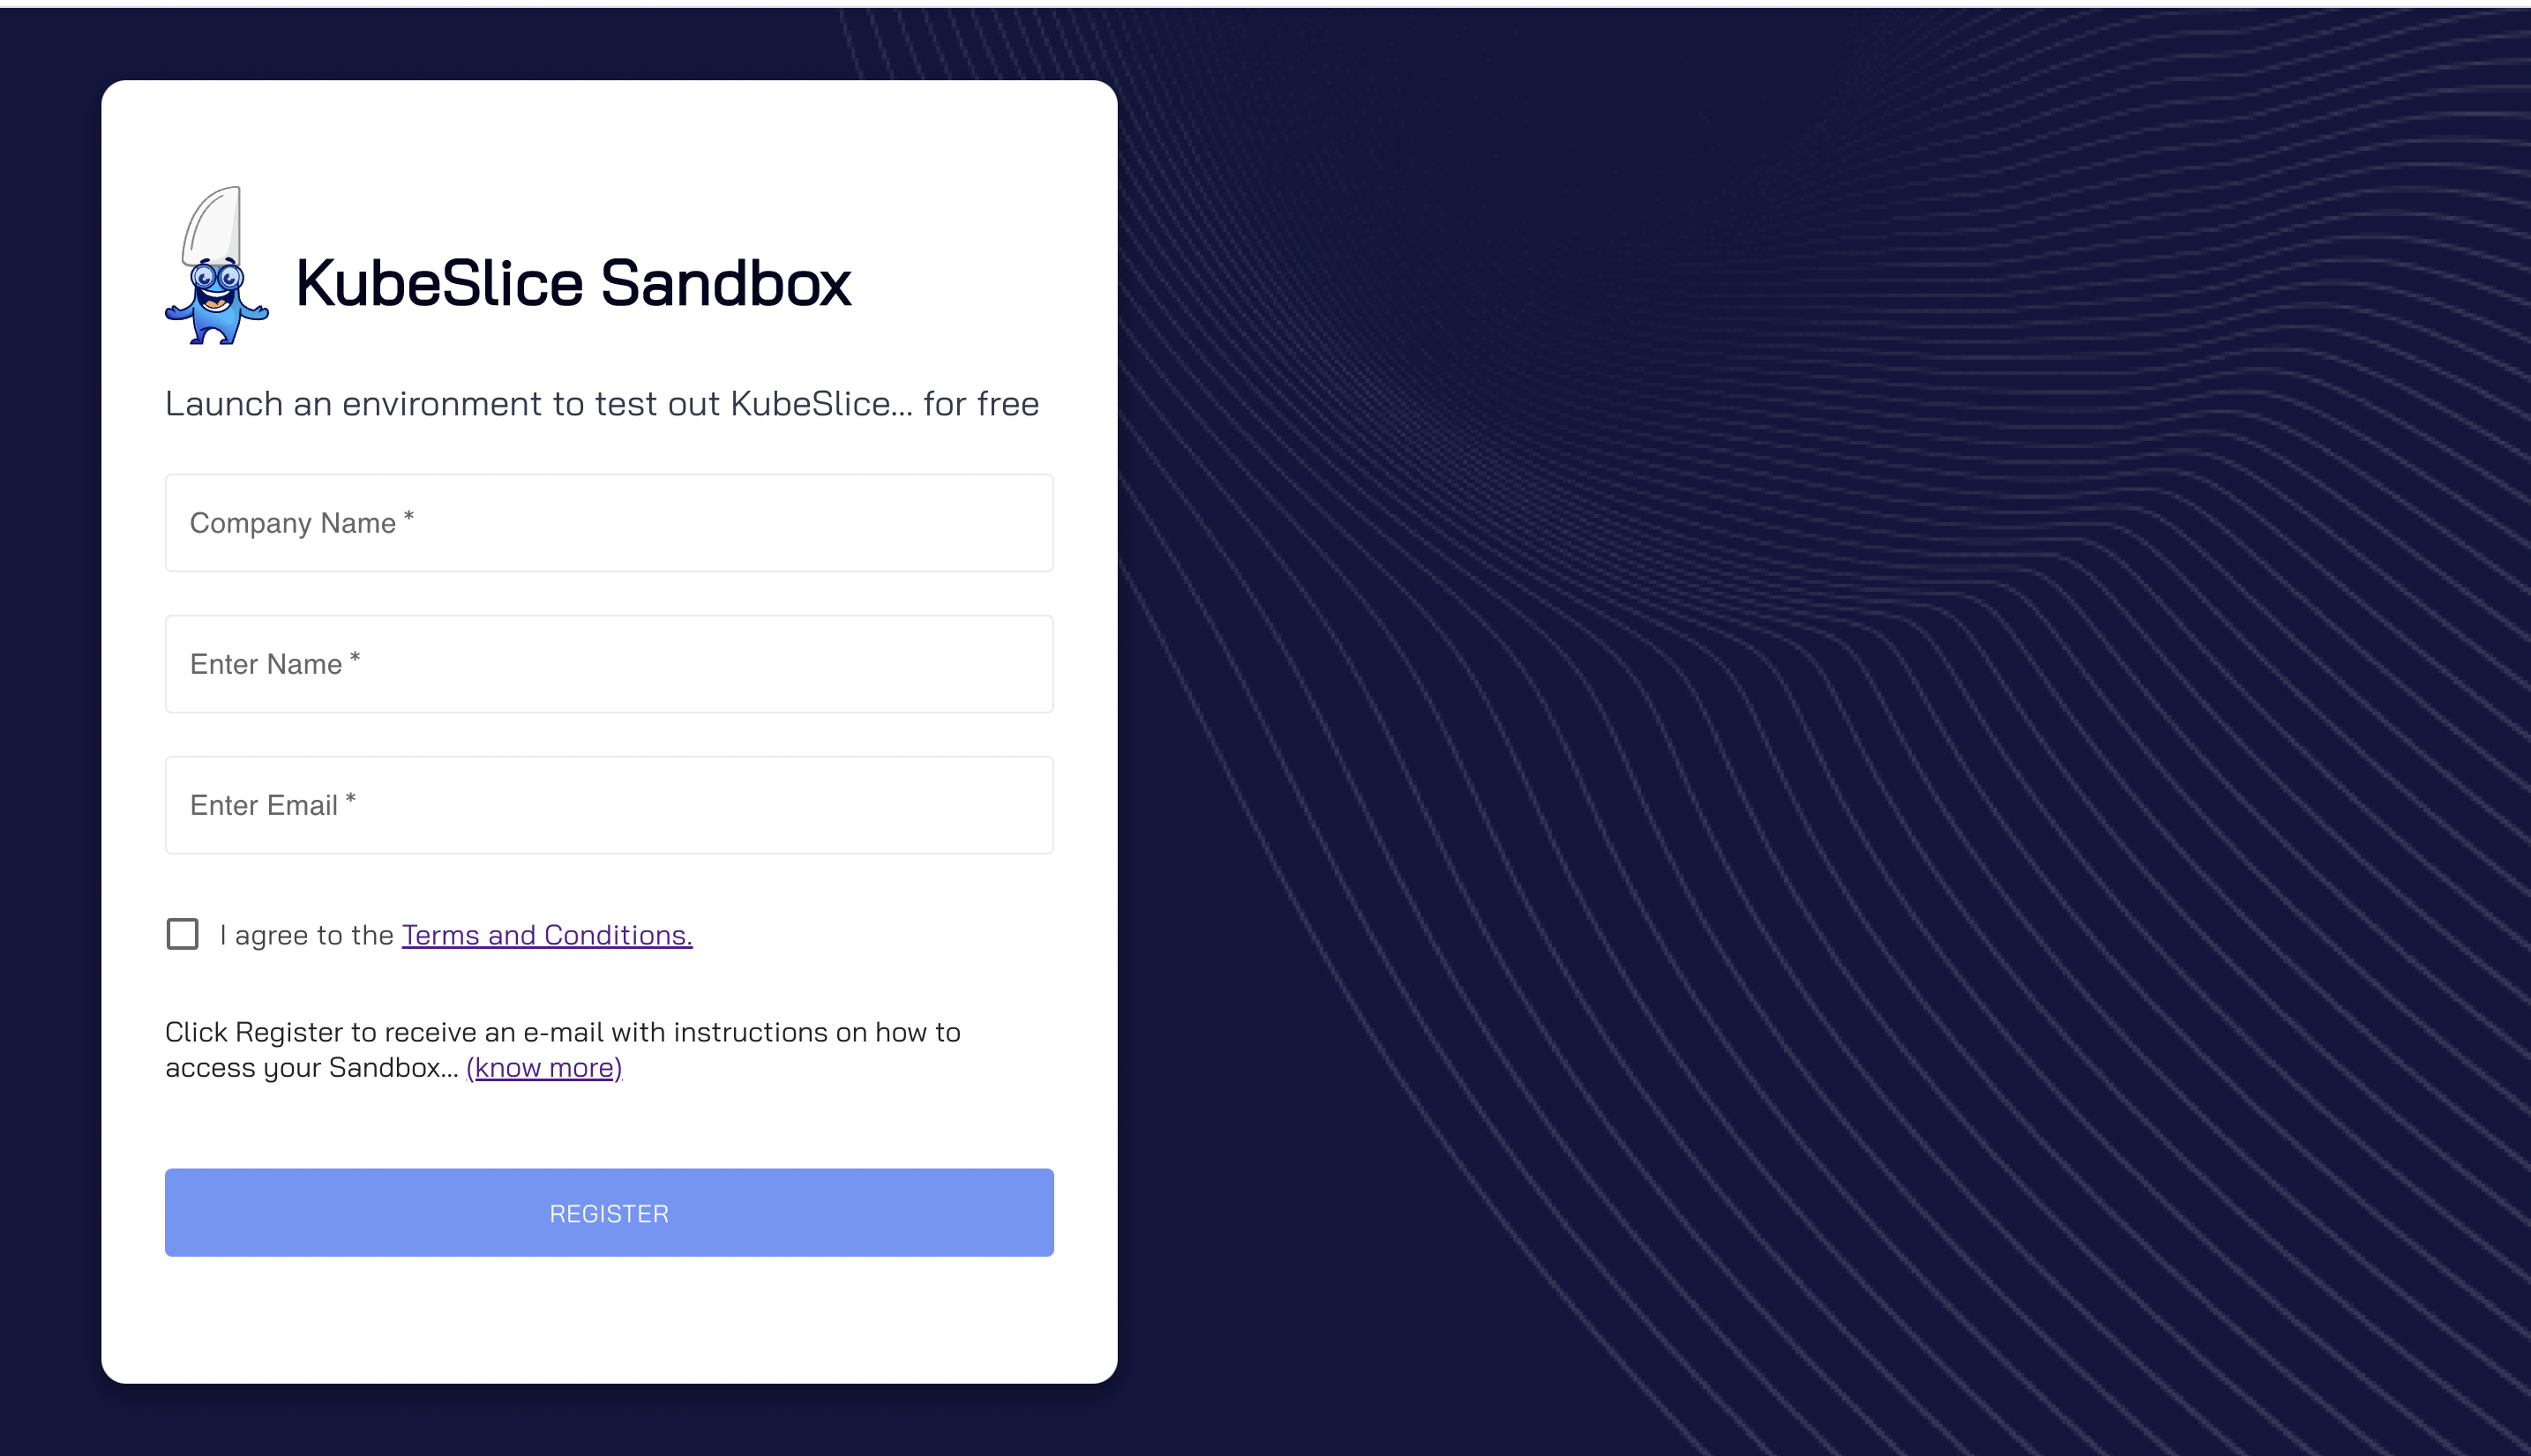 KubeSlice Sandbox
Launch an environment to test out KubeSlice... for free
Company Name *
Enter Name *
Enter Email *
I agree to the Terms and Conditions.
Click Register to receive an e-mail with instructions on how to
access your Sandbox... (know more)
REGISTER